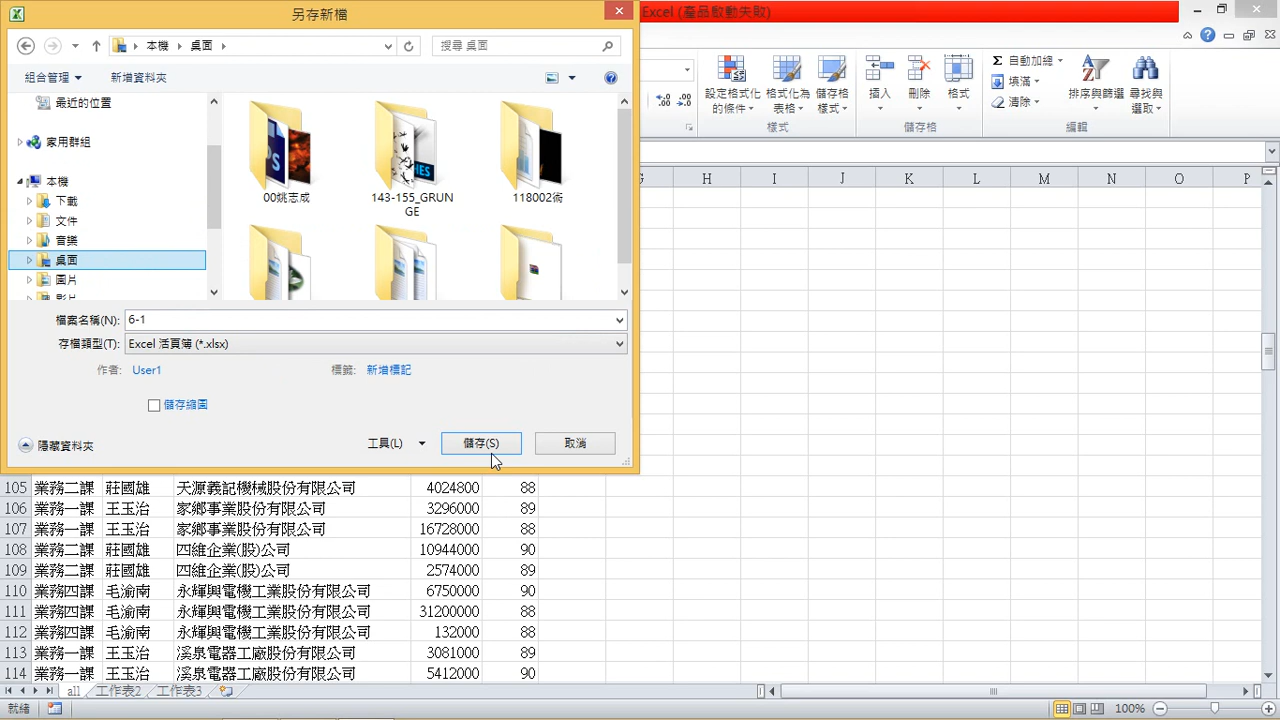 另存新檔
Excel (產品啟動失敗)
本機 桌面
搜尋 桌面
組合管理 新增資料夾
最近的位置
家用群組
本機
下載
文件
音樂
桌面
圖片
00姚志成
143-155_GRUNGE
118002術
檔案名稱(N): 6-1
存檔類型(T): Excel 活頁簿 (*.xlsx)
作者: User1 標籤: 新增標記
儲存縮圖
隱藏資料夾 工具(L) 儲存(S) 取消
設定格式化的條件 格式化為表格 儲存格樣式 插入 刪除 格式 Σ 自動加總 填滿 清除 排序與篩選 尋找與選取
樣式 儲存格 編輯
H I J K L M N O P
105 業務二課 莊國雄 天源義記機械股份有限公司 4024800 88
106 業務一課 王玉治 家鄉事業股份有限公司 3296000 89
107 業務一課 王玉治 家鄉事業股份有限公司 16728000 88
108 業務二課 莊國雄 四維企業(股)公司 10944000 90
109 業務二課 莊國雄 四維企業(股)公司 2574000 89
110 業務四課 毛渝南 永輝興電機工業股份有限公司 6750000 90
111 業務四課 毛渝南 永輝興電機工業股份有限公司 31200000 88
112 業務四課 毛渝南 永輝興電機工業股份有限公司 132000 88
113 業務一課 王玉治 溪泉電器工廠股份有限公司 3081000 89
114 業務一課 王玉治 溪泉電器工廠股份有限公司 5412000 90
all 工作表2 工作表3
就緒 100%